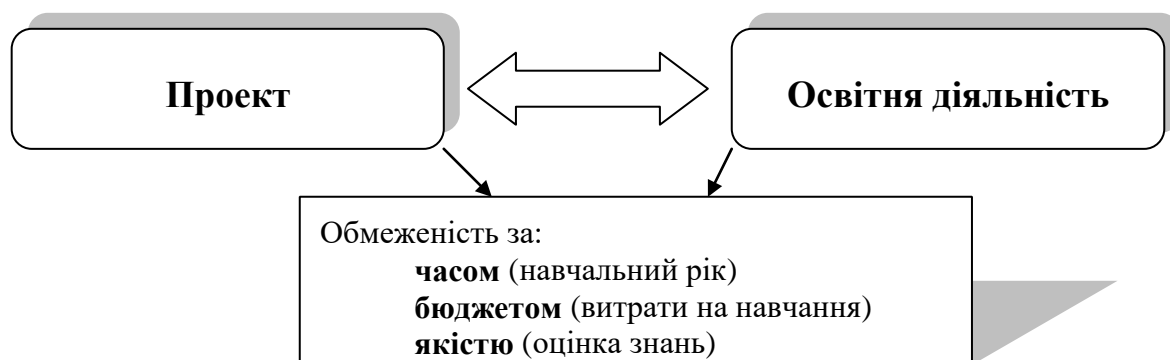 Проект
Освітня діяльність
Обмеженість за:
часом (навчальний рік)
бюджетом (витрати на навчання)
якістю (оцінка знань)